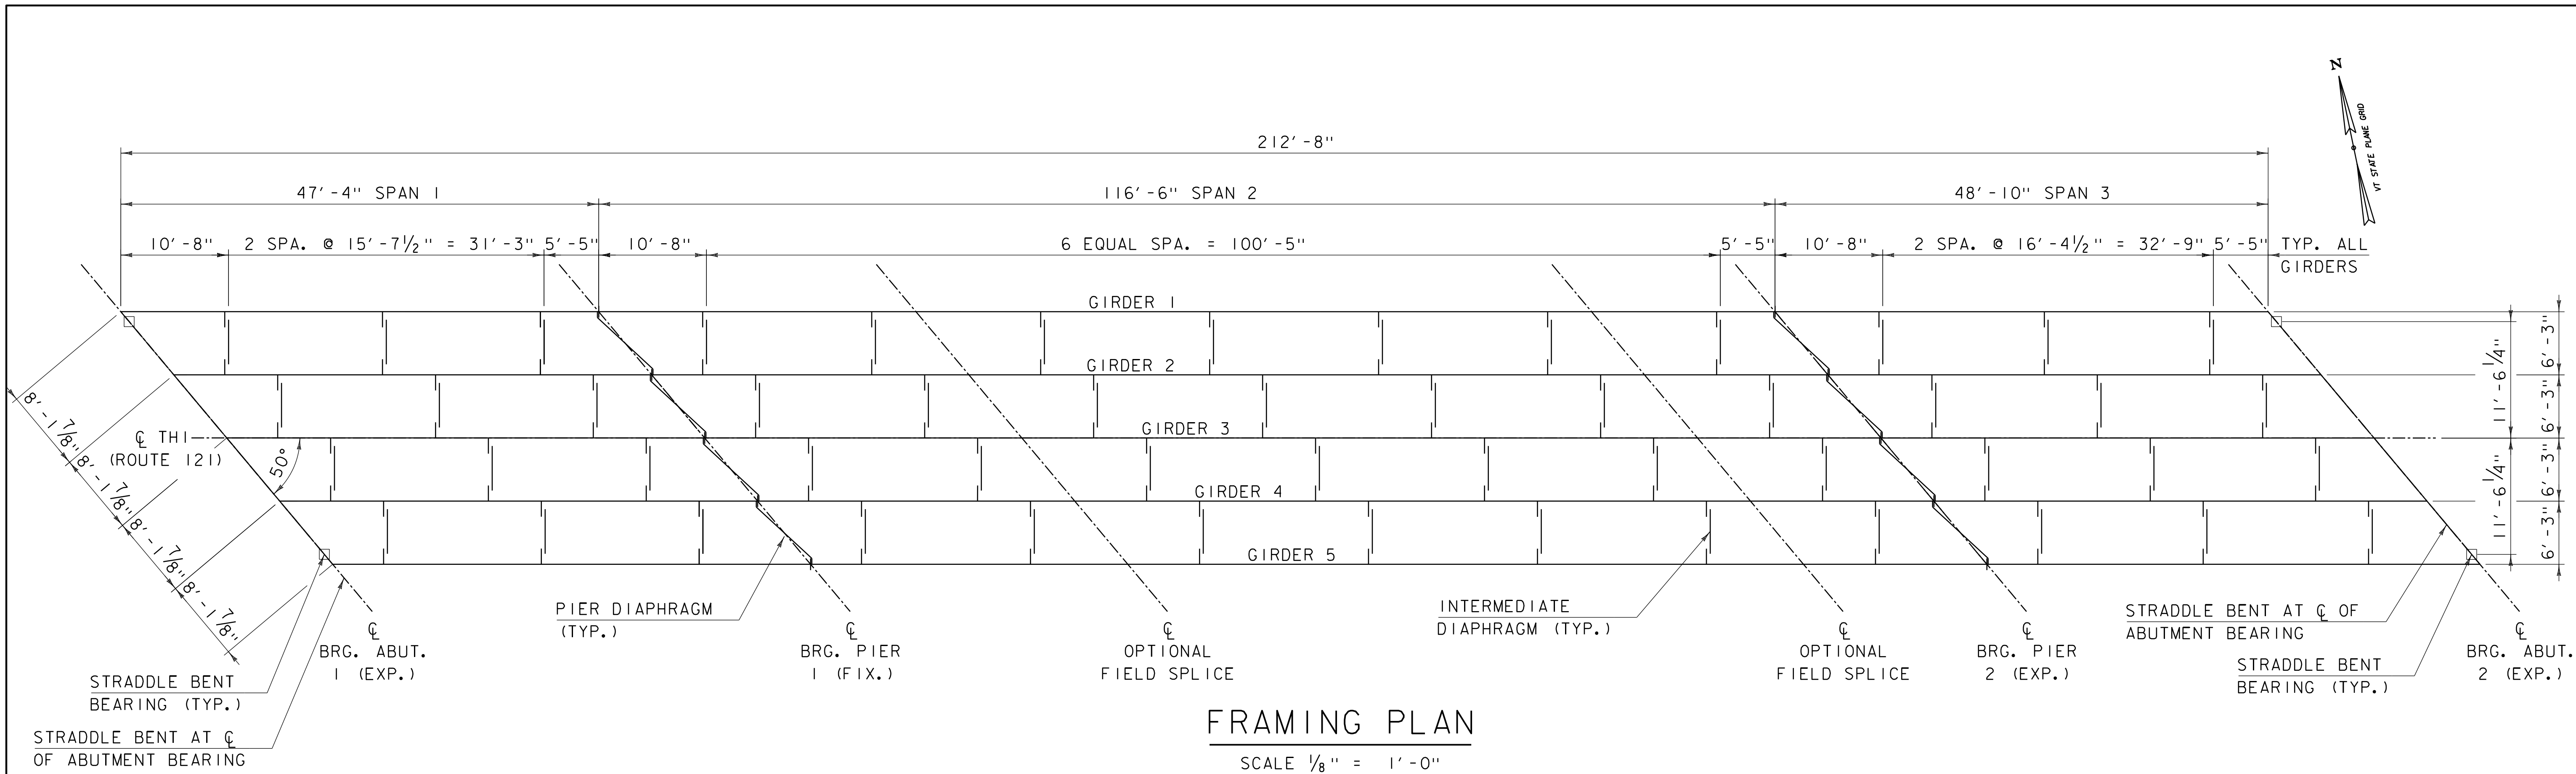 N
VT STATE PLANE GRID
212'-8"
47'-4" SPAN 1
116'-6" SPAN 2
48'-10" SPAN 3
10'-8"
2 SPA. @ 15'-7½" = 31'-3"
5'-5"
10'-8"
6 EQUAL SPA. = 100'-5"
5'-5"
10'-8"
2 SPA. @ 16'-4½" = 32'-9"
5'-5"
TYP. ALL
GIRDERS
GIRDER 1
GIRDER 2
GIRDER 3
GIRDER 4
GIRDER 5
6'-3"
6'-3"
6'-3"
6'-3"
11'-6¼"
11'-6¼"
8'-1⅞"
8'-1⅞"
8'-1⅞"
8'-1⅞"
℄ TH1
(ROUTE 121)
50°
PIER DIAPHRAGM
(TYP.)
INTERMEDIATE
DIAPHRAGM (TYP.)
STRADDLE BENT AT ℄ OF
ABUTMENT BEARING
℄
BRG. ABUT.
1 (EXP.)
℄
BRG. PIER
1 (FIX.)
℄
OPTIONAL
FIELD SPLICE
℄
OPTIONAL
FIELD SPLICE
℄
BRG. PIER
2 (EXP.)
℄
BRG. ABUT.
2 (EXP.)
STRADDLE BENT
BEARING (TYP.)
STRADDLE BENT
BEARING (TYP.)
STRADDLE BENT AT ℄
OF ABUTMENT BEARING
FRAMING PLAN
SCALE ⅛" = 1'-0"